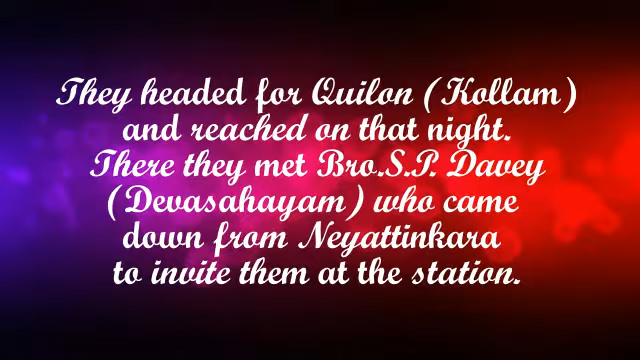 They headed for Quilon (Kollam)
and reached on that night.
There they met Bro.S.P. Davey
(Devasahayam) who came
down from Neyattinkara
to invite them at the station.